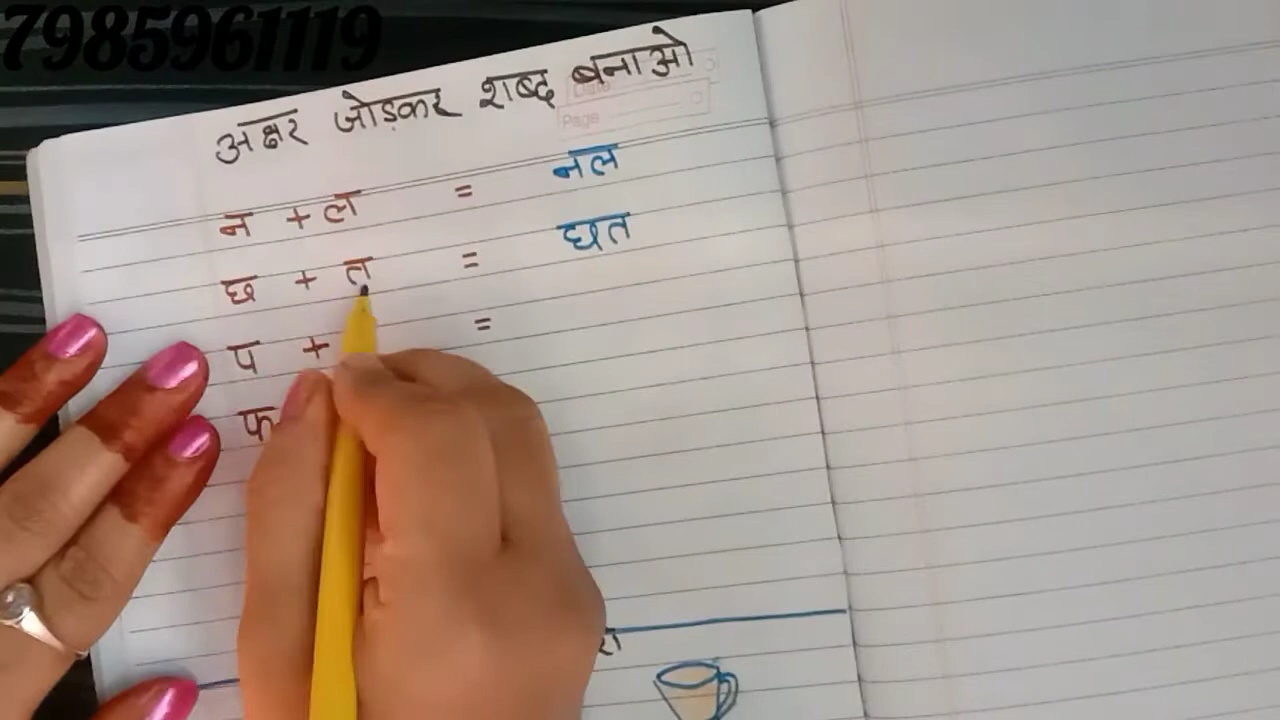 7985961119
अक्षर जोड़कर शब्द बनाओ
Date
Page
न + ल = नल
छ + त = छत
प + =
फ